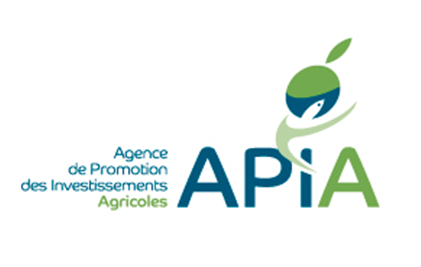 Agence
de Promotion
des Investissements
Agricoles
APIA